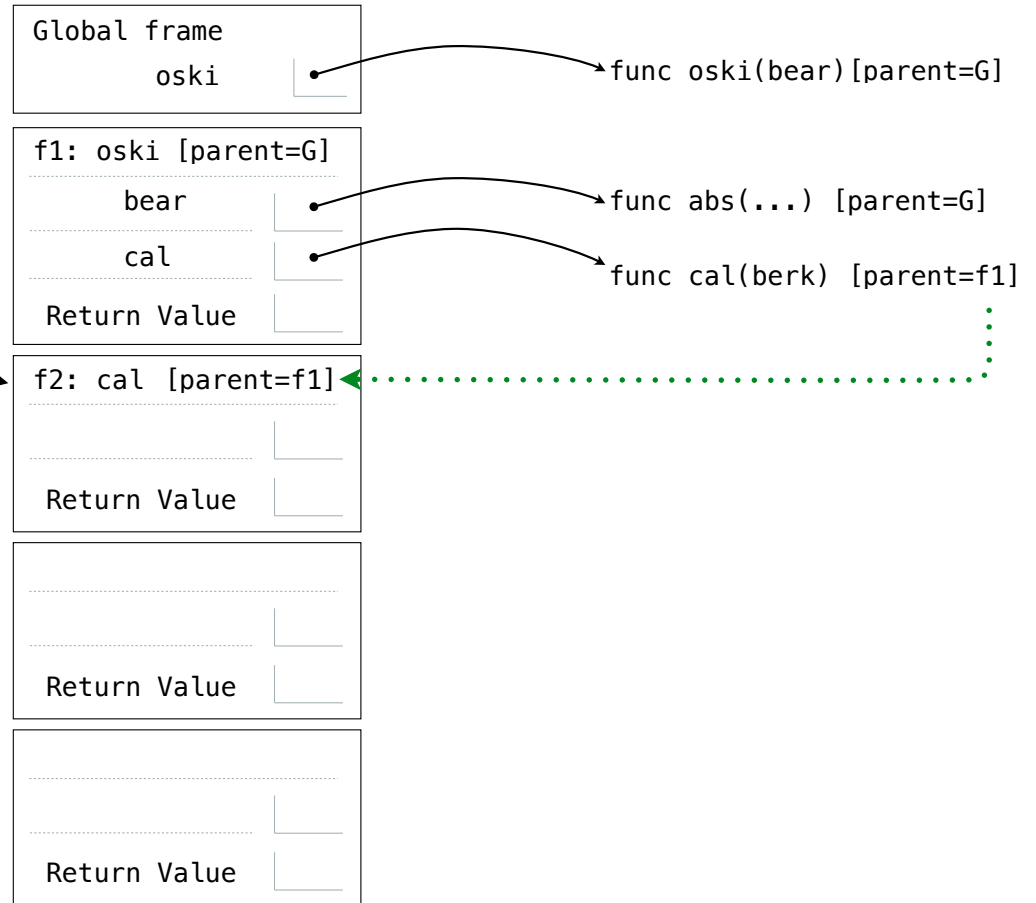 Global frame
oski
func oski(bear)[parent=G]
f1: oski [parent=G]
bear
func abs(...) [parent=G]
cal
func cal(berk) [parent=f1]
Return Value
f2: cal [parent=f1]
Return Value
Return Value
Return Value